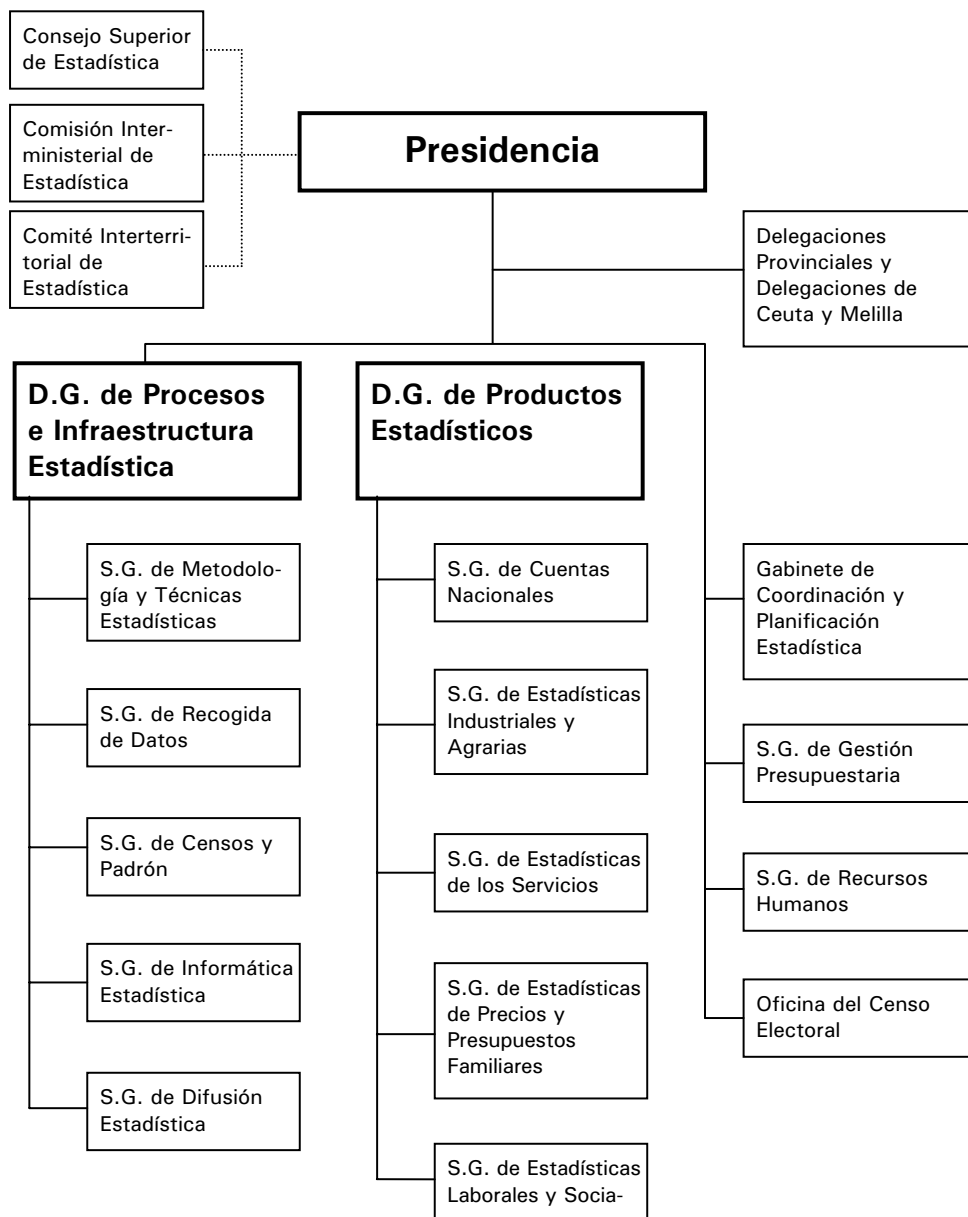 Consejo Superior
de Estadística
Comisión Inter-
ministerial de
Estadística
Comité Interterri-
torial de
Estadística
Presidencia
Delegaciones
Provinciales y
Delegaciones de
Ceuta y Melilla
D.G. de Procesos
e Infraestructura
Estadística
S.G. de Metodolo-
gía y Técnicas
Estadísticas
S.G. de Recogida
de Datos
S.G. de Censos y
Padrón
S.G. de Informática
Estadística
S.G. de Difusión
Estadística
D.G. de Productos
Estadísticos
S.G. de Cuentas
Nacionales
S.G. de Estadísticas
Industriales y
Agrarias
S.G. de Estadísticas
de los Servicios
S.G. de Estadísticas
de Precios y
Presupuestos
Familiares
S.G. de Estadísticas
Laborales y Socia-
Gabinete de
Coordinación y
Planificación
Estadística
S.G. de Gestión
Presupuestaria
S.G. de Recursos
Humanos
Oficina del Censo
Electoral